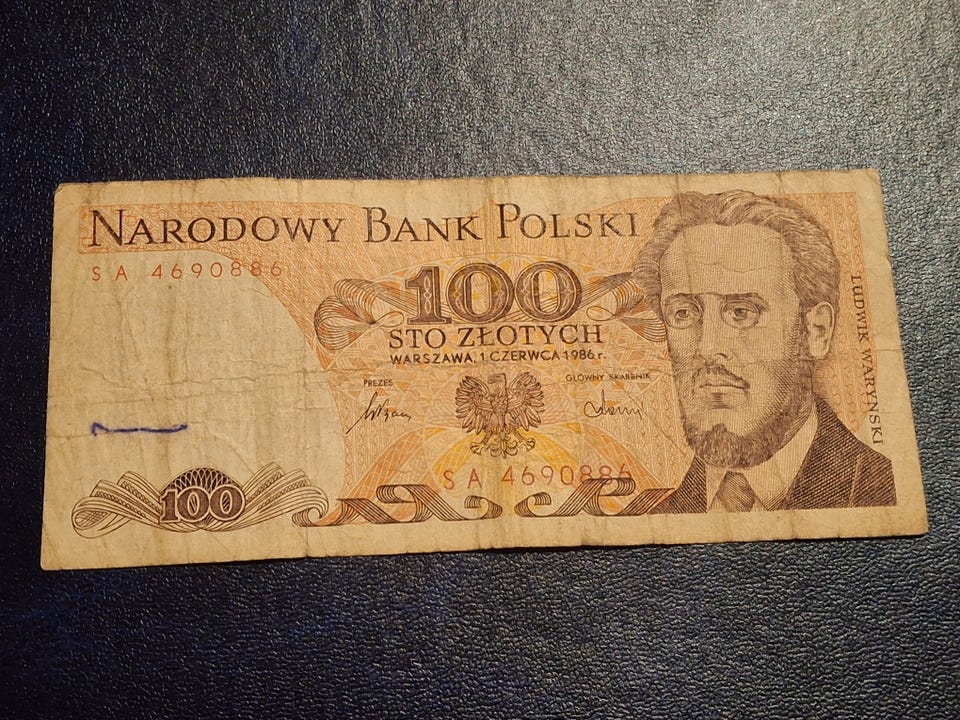 NARODOWY BANK POLSKI
SA 4690886
100
STO ZŁOTYCH
WARSZAWA, 1 CZERWCA 1986 r.
PREZES
GŁÓWNY SKARBNIK
SA 4690886
100
LUDWIK WARYŃSKI